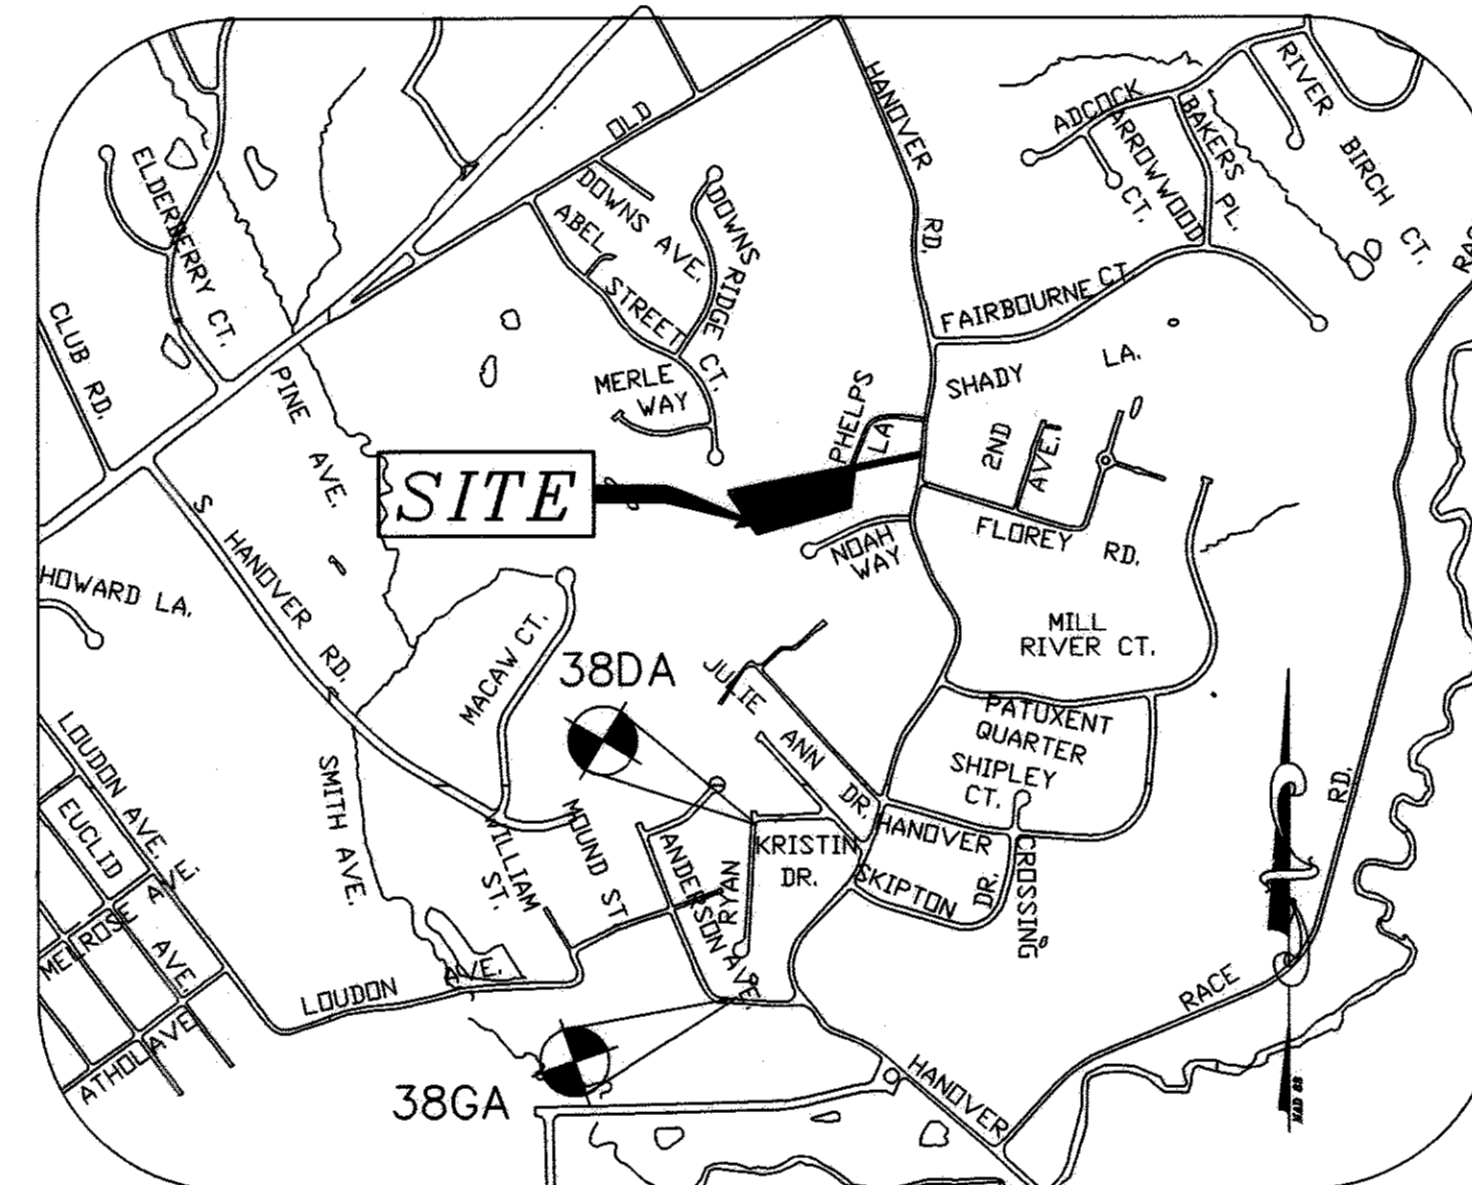 HANOVER
RD.
ADCOCK
ARROWWOOD
CT.
BAKERS
PL.
RIVER
BIRCH
CT.
OLD
DOWNS
AVE.
ABEL
STREET
DOWNS
RIDGE
CT.
ELDERBERRY
CT.
CLUB RD.
FAIRBOURNE CT
SHADY
LA.
PINE
AVE.
MERLE
WAY
PHELPS
LA
2ND
AVE.
SITE
S
HANOVER
RD.
FLOREY
RD.
NOAH
WAY
HOWARD LA.
MILL
RIVER CT.
MACAW CT.
38DA
JULIE
ANN
DR.
PATUXENT
QUARTER
SHIPLEY
CT.
LOUDON AVE.
EUCLID
AVE.
MELROSE AVE.
SMITH AVE.
WILLIAM
ST.
MOUND ST
ANDERSON AVE.
RYAN
KRISTIN
DR.
HANOVER
CROSSING
SKIPTON
DR.
RD.
RACE
LOUDON
AVE.
ATHOL AVE
38GA
HANOVER
NAD 83